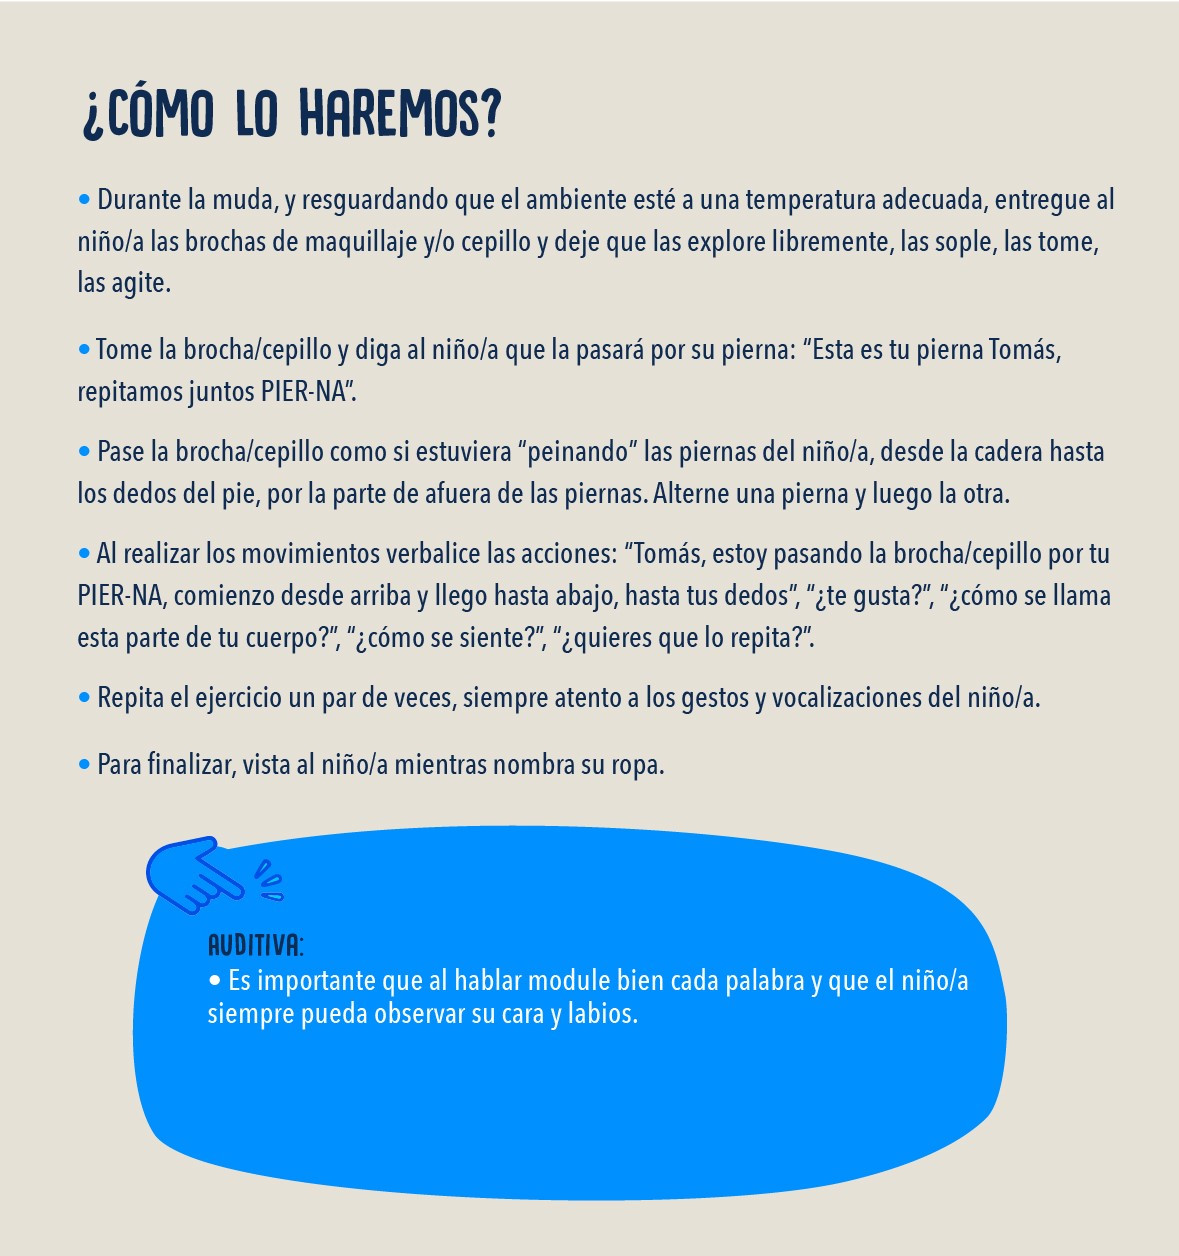 ¿CÓMO LO HAREMOS?
• Durante la muda, y resguardando que el ambiente esté a una temperatura adecuada, entregue al
niño/a las brochas de maquillaje y/o cepillo y deje que las explore libremente, las sople, las tome,
las agite.
• Tome la brocha/cepillo y diga al niño/a que la pasará por su pierna: “Esta es tu pierna Tomás,
repitamos juntos PIER-NA”.
• Pase la brocha/cepillo como si estuviera “peinando” las piernas del niño/a, desde la cadera hasta
los dedos del pie, por la parte de afuera de las piernas. Alterne una pierna y luego la otra.
• Al realizar los movimientos verbalice las acciones: “Tomás, estoy pasando la brocha/cepillo por tu
PIER-NA, comienzo desde arriba y llego hasta abajo, hasta tus dedos”, “¿te gusta?”, “¿cómo se llama
esta parte de tu cuerpo?”, “¿cómo se siente?”, “¿quieres que lo repita?”.
• Repita el ejercicio un par de veces, siempre atento a los gestos y vocalizaciones del niño/a.
• Para finalizar, vista al niño/a mientras nombra su ropa.
AUDITIVA:
• Es importante que al hablar module bien cada palabra y que el niño/a
siempre pueda observar su cara y labios.